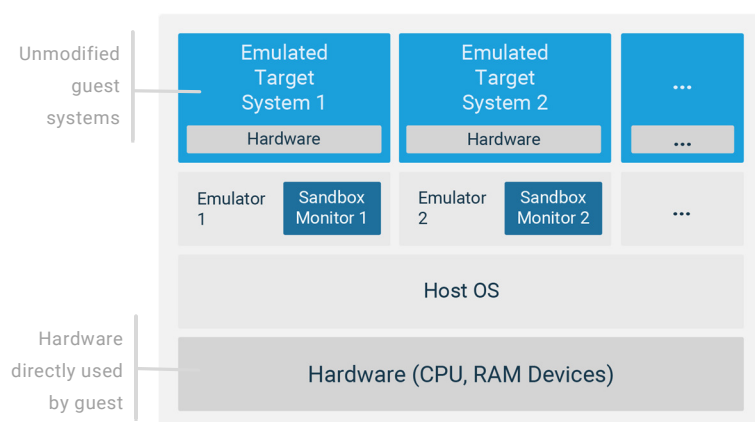 Unmodified
guest
systems
Emulated
Target
System 1
Hardware
Emulated
Target
System 2
Hardware
...
...
Emulator
1
Sandbox
Monitor 1
Emulator
2
Sandbox
Monitor 2
...
Host OS
Hardware
directly used
by guest
Hardware (CPU, RAM Devices)